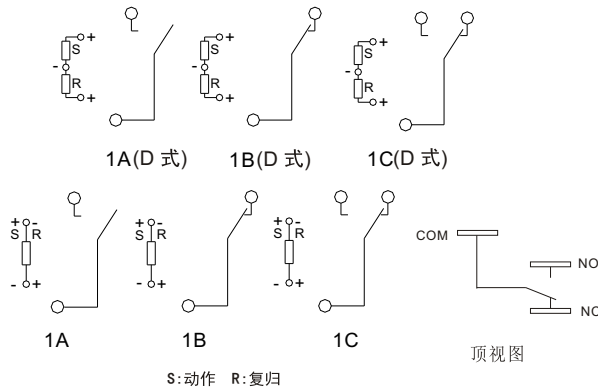 +
S
-
R
+
+
S
-
R
+
+
S
-
R
+
1A(D 式) 1B(D 式) 1C(D 式)
+ -
S R
- +
+ -
S R
- +
+ -
S R
- +
COM
NO
NC
1A 1B 1C
顶视图
S:动作 R:复归